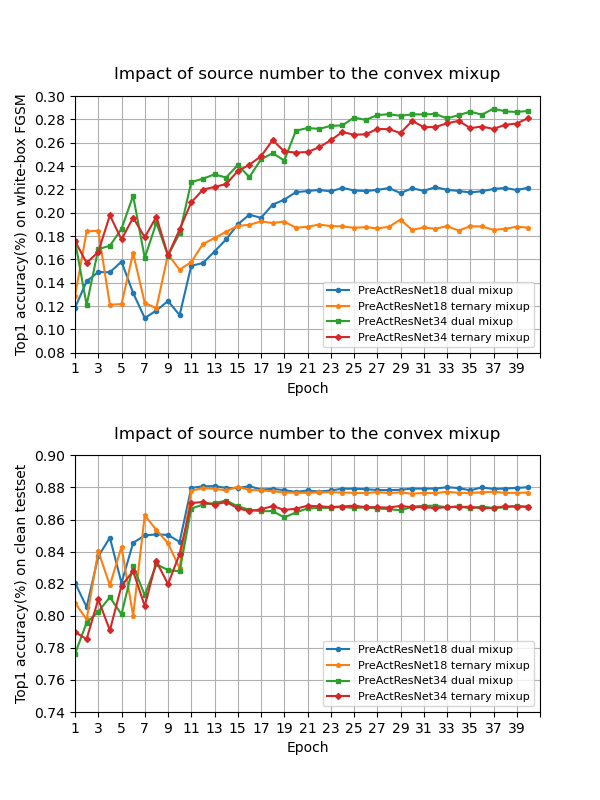 Impact of source number to the convex mixup
Top1 accuracy(%) on white-box FGSM
0.30
0.28
0.26
0.24
0.22
0.20
0.18
0.16
0.14
0.12
0.10
0.08
PreActResNet18 dual mixup
PreActResNet18 ternary mixup
PreActResNet34 dual mixup
PreActResNet34 ternary mixup
1 3 5 7 9 11 13 15 17 19 21 23 25 27 29 31 33 35 37 39
Epoch
Impact of source number to the convex mixup
Top1 accuracy(%) on clean testset
0.90
0.88
0.86
0.84
0.82
0.80
0.78
0.76
0.74
PreActResNet18 dual mixup
PreActResNet18 ternary mixup
PreActResNet34 dual mixup
PreActResNet34 ternary mixup
1 3 5 7 9 11 13 15 17 19 21 23 25 27 29 31 33 35 37 39
Epoch